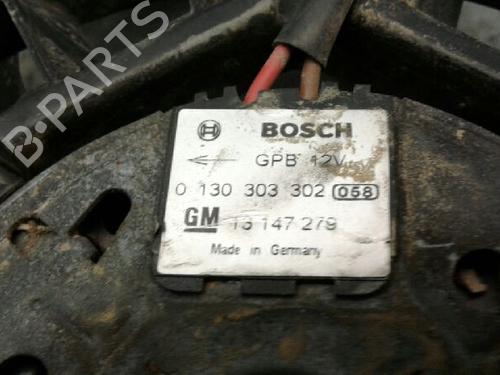 B-PARTS
BOSCH
GPB 12V
0 130 303 302 058
GM 13 147 279
Made in Germany